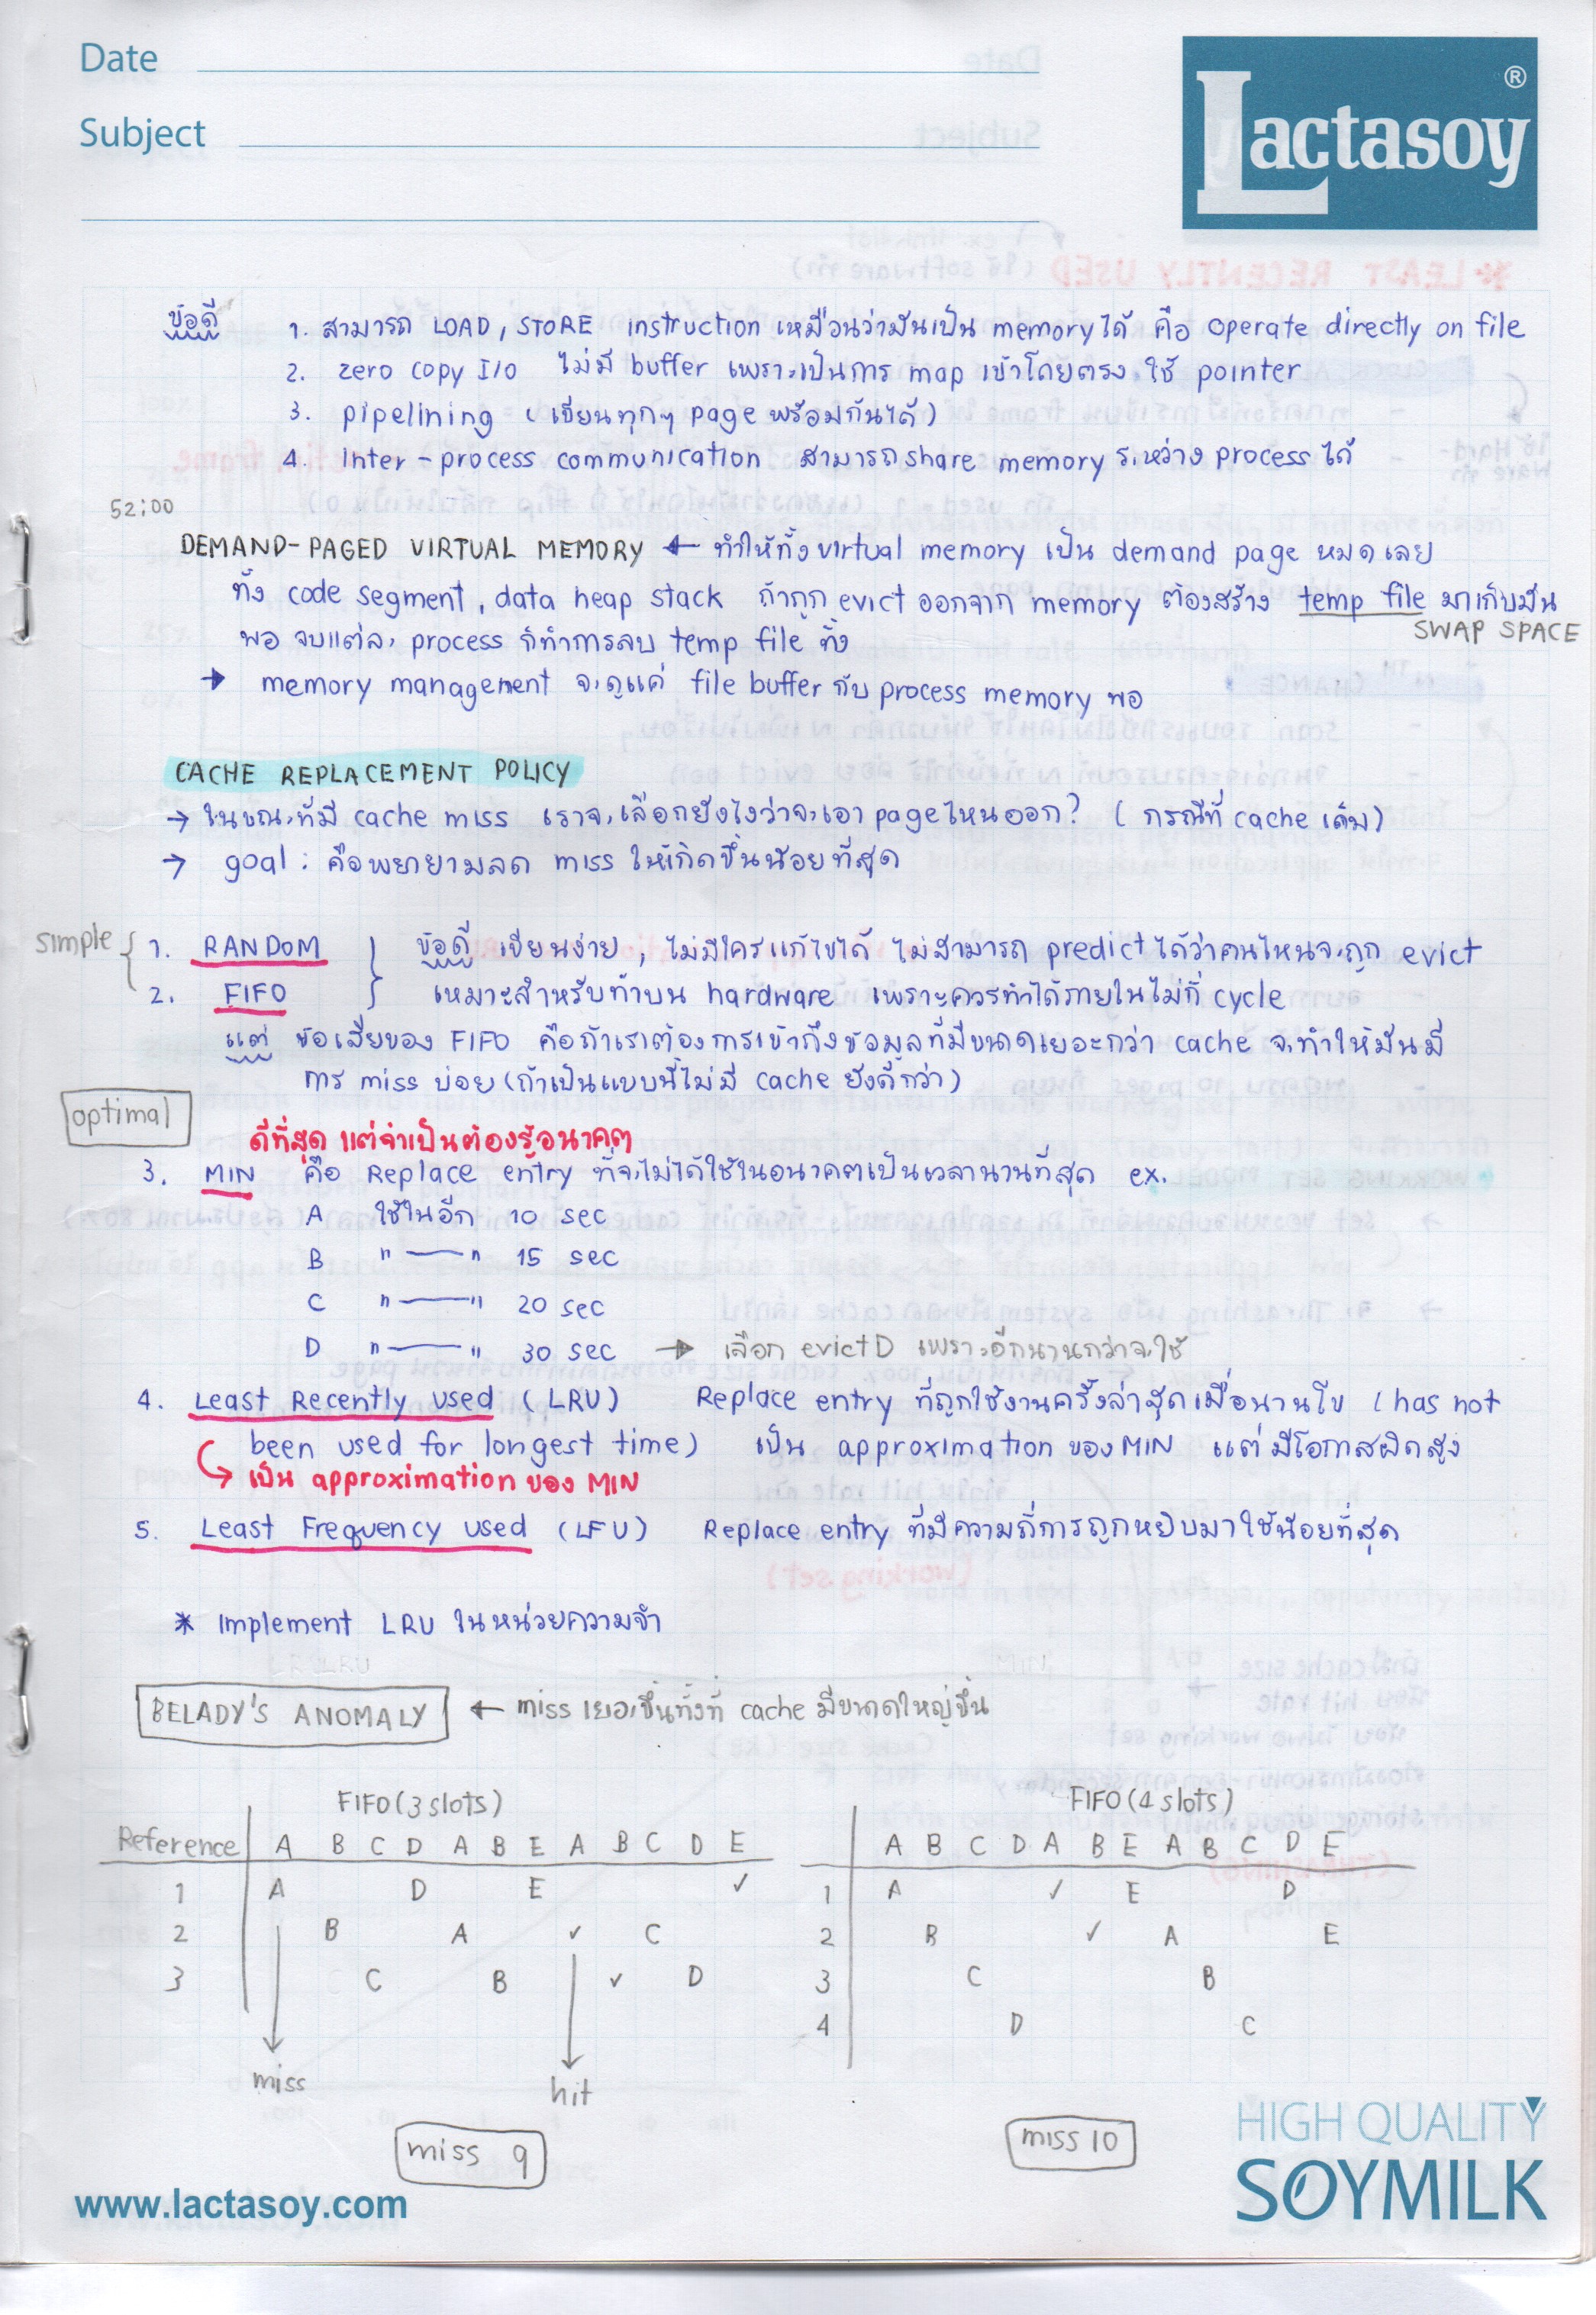 Date
Subject
Lactasoy ®
ข้อดี 1. สามารถ LOAD, STORE instruction เหมือนว่ามันเป็น memory ได้ คือ operate directly on file
2. zero copy I/O ไม่มี buffer เพราะเป็นการ map เข้าโดยตรง ใช้ pointer
3. pipelining (เขียนทุกๆ page พร้อมกันได้)
4. Inter-process communication สามารถ share memory ระหว่าง process ได้
52:00
DEMAND-PAGED VIRTUAL MEMORY ← ทำให้ทั้ง virtual memory เป็น demand page หมดเลย
ทั้ง code segment, data heap stack ถ้าถูก evict ออกจาก memory ต้องสร้าง temp file มาเก็บมัน
SWAP SPACE
พอ จบแต่ละ process ก็ทำการลบ temp file ทิ้ง
→ memory management จะดูแค่ file buffer กับ process memory พอ
CACHE REPLACEMENT POLICY
→ ในขณะที่มี cache miss เราจะเลือกยังไงว่าจะเอา page ไหนออก? (กรณีที่ cache เต็ม)
→ goal : คือพยายามลด miss ให้เกิดขึ้นน้อยที่สุด
simple { 1. RANDOM } ข้อดี เขียนง่าย, ไม่มีใครแก้ไขได้ ไม่สามารถ predict ได้ว่าคนไหนจะถูก evict
2. FIFO } เหมาะสำหรับทำบน hardware เพราะควรทำได้ภายในไม่กี่ cycle
แต่ ข้อเสียของ FIFO คือถ้าเราต้องการเข้าถึงข้อมูลที่มีขนาดเยอะกว่า cache จะทำให้มันมี
การ miss บ่อย (ถ้าเป็นแบบนี้ไม่มี cache ยังดีกว่า)
optimal
ดีที่สุด แต่จำเป็นต้องรู้อนาคต
3. MIN คือ Replace entry ที่จะไม่ได้ใช้ในอนาคตเป็นเวลานานที่สุด ex.
A ใช้ในอีก 10 sec
B " — " 15 sec
C " — " 20 sec
D " — " 30 sec → เลือก evict D เพราะอีกนานกว่าจะใช้
4. Least Recently used (LRU) Replace entry ที่ถูกใช้งานครั้งล่าสุดเมื่อนานโข (has not
been used for longest time) เป็น approximation ของ MIN แต่ มีโอกาสผิดสูง
↳ เป็น approximation ของ MIN
5. Least Frequency used (LFU) Replace entry ที่มีความถี่การถูกหยิบมาใช้น้อยที่สุด
* Implement LRU ในหน่วยความจำ
BELADY'S ANOMALY ← miss เยอะขึ้นทั้งที่ cache มีขนาดใหญ่ขึ้น
FIFO (3 slots)
Reference A B C D A B E A B C D E
1 A D E ✓
2 B A ✓ C
3 C B ✓ D
miss hit
miss 9
FIFO (4 slots)
A B C D A B E A B C D E
1 A ✓ E D
2 B ✓ A E
3 C B
4 D C
miss 10
www.lactasoy.com
HIGH QUALITY
SOYMILK